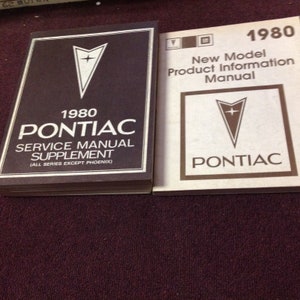 1980
PONTIAC
SERVICE MANUAL
SUPPLEMENT
(ALL SERIES EXCEPT PHOENIX)
1980
New Model
Product Information
Manual
PONTIAC